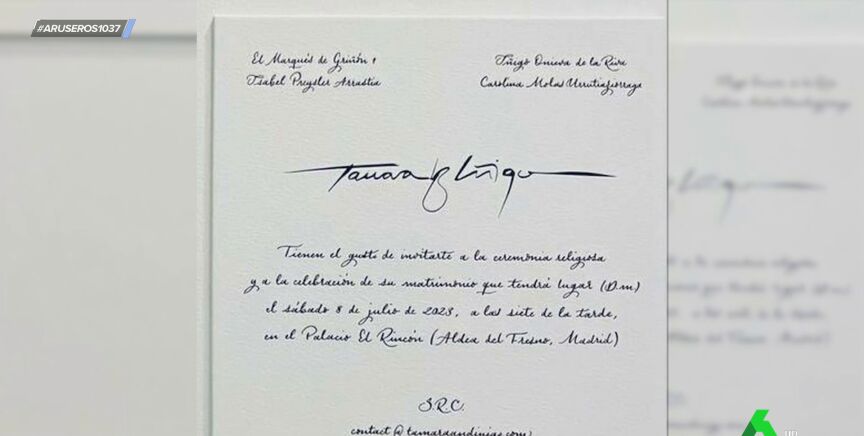 #ARUSEROS1037
El Marqués de Griñón †
Isabel Preysler Arrastia
Íñigo Onieva de la Riva
Carolina Molas Urrutiagiorraga
Tamara y Íñigo
Tienen el gusto de invitarte a la ceremonia religiosa
y a la celebración de su matrimonio que tendrá lugar (D.m)
el sábado 8 de julio de 2023, a las siete de la tarde,
en el Palacio El Rincón (Aldea del Fresno, Madrid)
S.R.C.